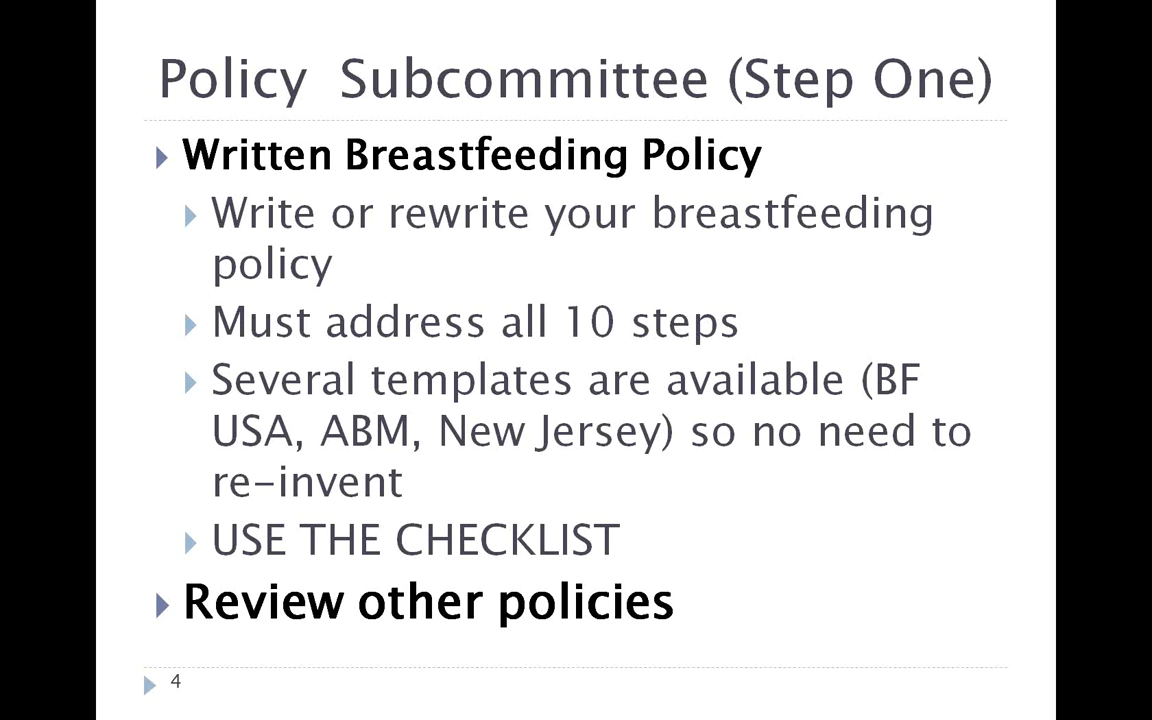 Policy  Subcommittee (Step One)
Written Breastfeeding Policy
Write or rewrite your breastfeeding
policy
Must address all 10 steps
Several templates are available (BF
USA, ABM, New Jersey) so no need to
re-invent
USE THE CHECKLIST
Review other policies
4